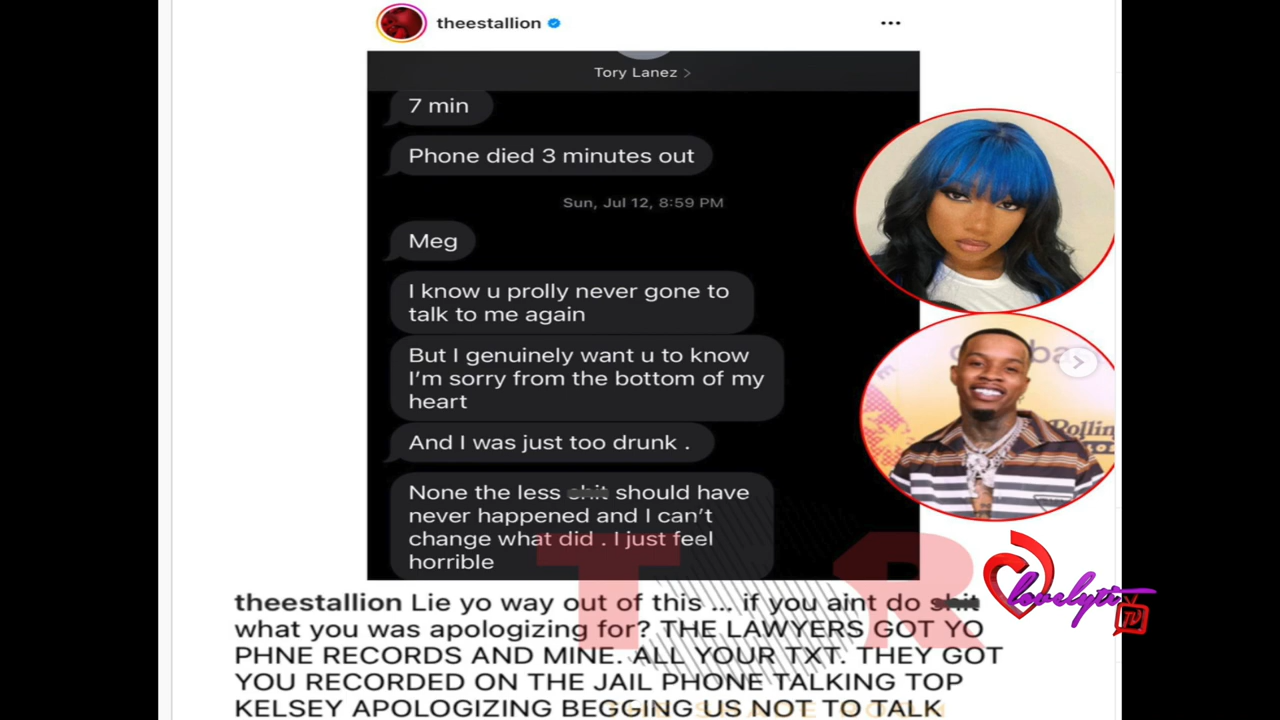 theestallion
Tory Lanez >
7 min
Phone died 3 minutes out
Sun, Jul 12, 8:59 PM
Meg
I know u prolly never gone to
talk to me again
But I genuinely want u to know
I'm sorry from the bottom of my
heart
And I was just too drunk .
None the less shit should have
never happened and I can't
change what did . I just feel
horrible
theestallion Lie yo way out of this ... if you aint do shit
what you was apologizing for? THE LAWYERS GOT YO
PHNE RECORDS AND MINE. ALL YOUR TXT. THEY GOT
YOU RECORDED ON THE JAIL PHONE TALKING TOP
KELSEY APOLOGIZING BEGGING US NOT TO TALK
Rollin
lovelyti
TV
T R